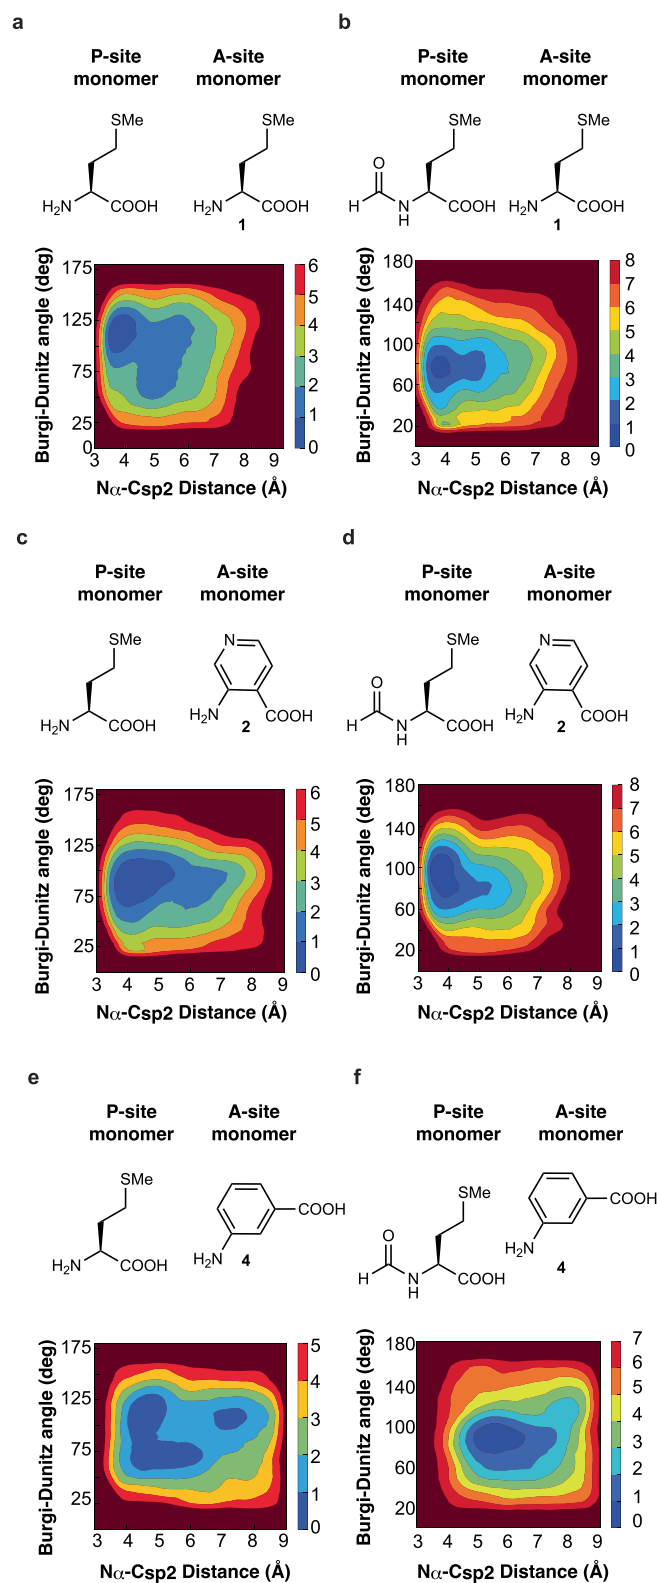 a
P-site
monomer
A-site
monomer
SMe
SMe
H₂N
COOH
H₂N
COOH
1
Burgi-Dunitz angle (deg)
175
125
75
25
0
3 4 5 6 7 8 9
Nα-Csp2 Distance (Å)
6
5
4
3
2
1
0
b
P-site
monomer
A-site
monomer
SMe
SMe
O
H
N
H
COOH
H₂N
COOH
1
Burgi-Dunitz angle (deg)
180
140
100
60
20
3 4 5 6 7 8 9
Nα-Csp2 Distance (Å)
8
7
6
5
4
3
2
1
0
c
P-site
monomer
A-site
monomer
SMe
N
H₂N
COOH
H₂N
COOH
2
Burgi-Dunitz angle (deg)
175
125
75
25
3 4 5 6 7 8 9
Nα-Csp2 Distance (Å)
6
5
4
3
2
1
0
d
P-site
monomer
A-site
monomer
SMe
N
O
H
N
H
COOH
H₂N
COOH
2
Burgi-Dunitz angle (deg)
180
140
100
60
20
3 4 5 6 7 8 9
Nα-Csp2 Distance (Å)
8
7
6
5
4
3
2
1
0
e
P-site
monomer
A-site
monomer
SMe
COOH
H₂N
COOH
H₂N
4
Burgi-Dunitz angle (deg)
175
125
75
25
3 4 5 6 7 8 9
Nα-Csp2 Distance (Å)
5
4
3
2
1
0
f
P-site
monomer
A-site
monomer
SMe
COOH
O
H
N
H
COOH
H₂N
4
Burgi-Dunitz angle (deg)
180
140
100
60
20
3 4 5 6 7 8 9
Nα-Csp2 Distance (Å)
7
6
5
4
3
2
1
0